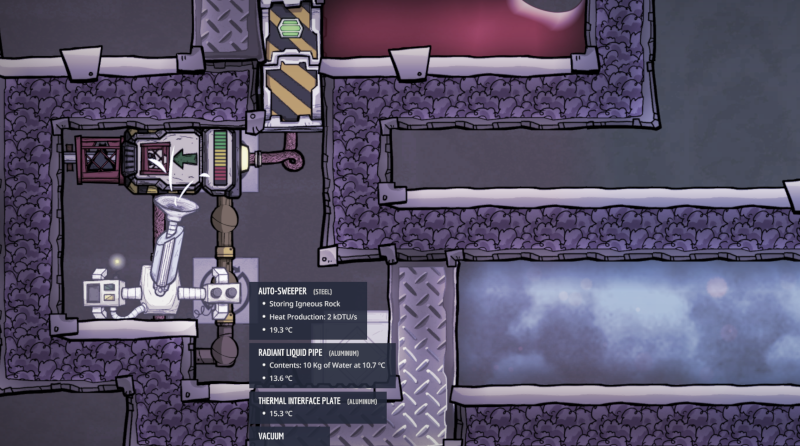 AUTO-SWEEPER (STEEL)
• Storing Igneous Rock
• Heat Production: 2 kDTU/s
• 19.3 °C
RADIANT LIQUID PIPE (ALUMINUM)
• Contents: 10 Kg of Water at 10.7 °C
• 13.6 °C
THERMAL INTERFACE PLATE (ALUMINUM)
• 15.3 °C
VACUUM